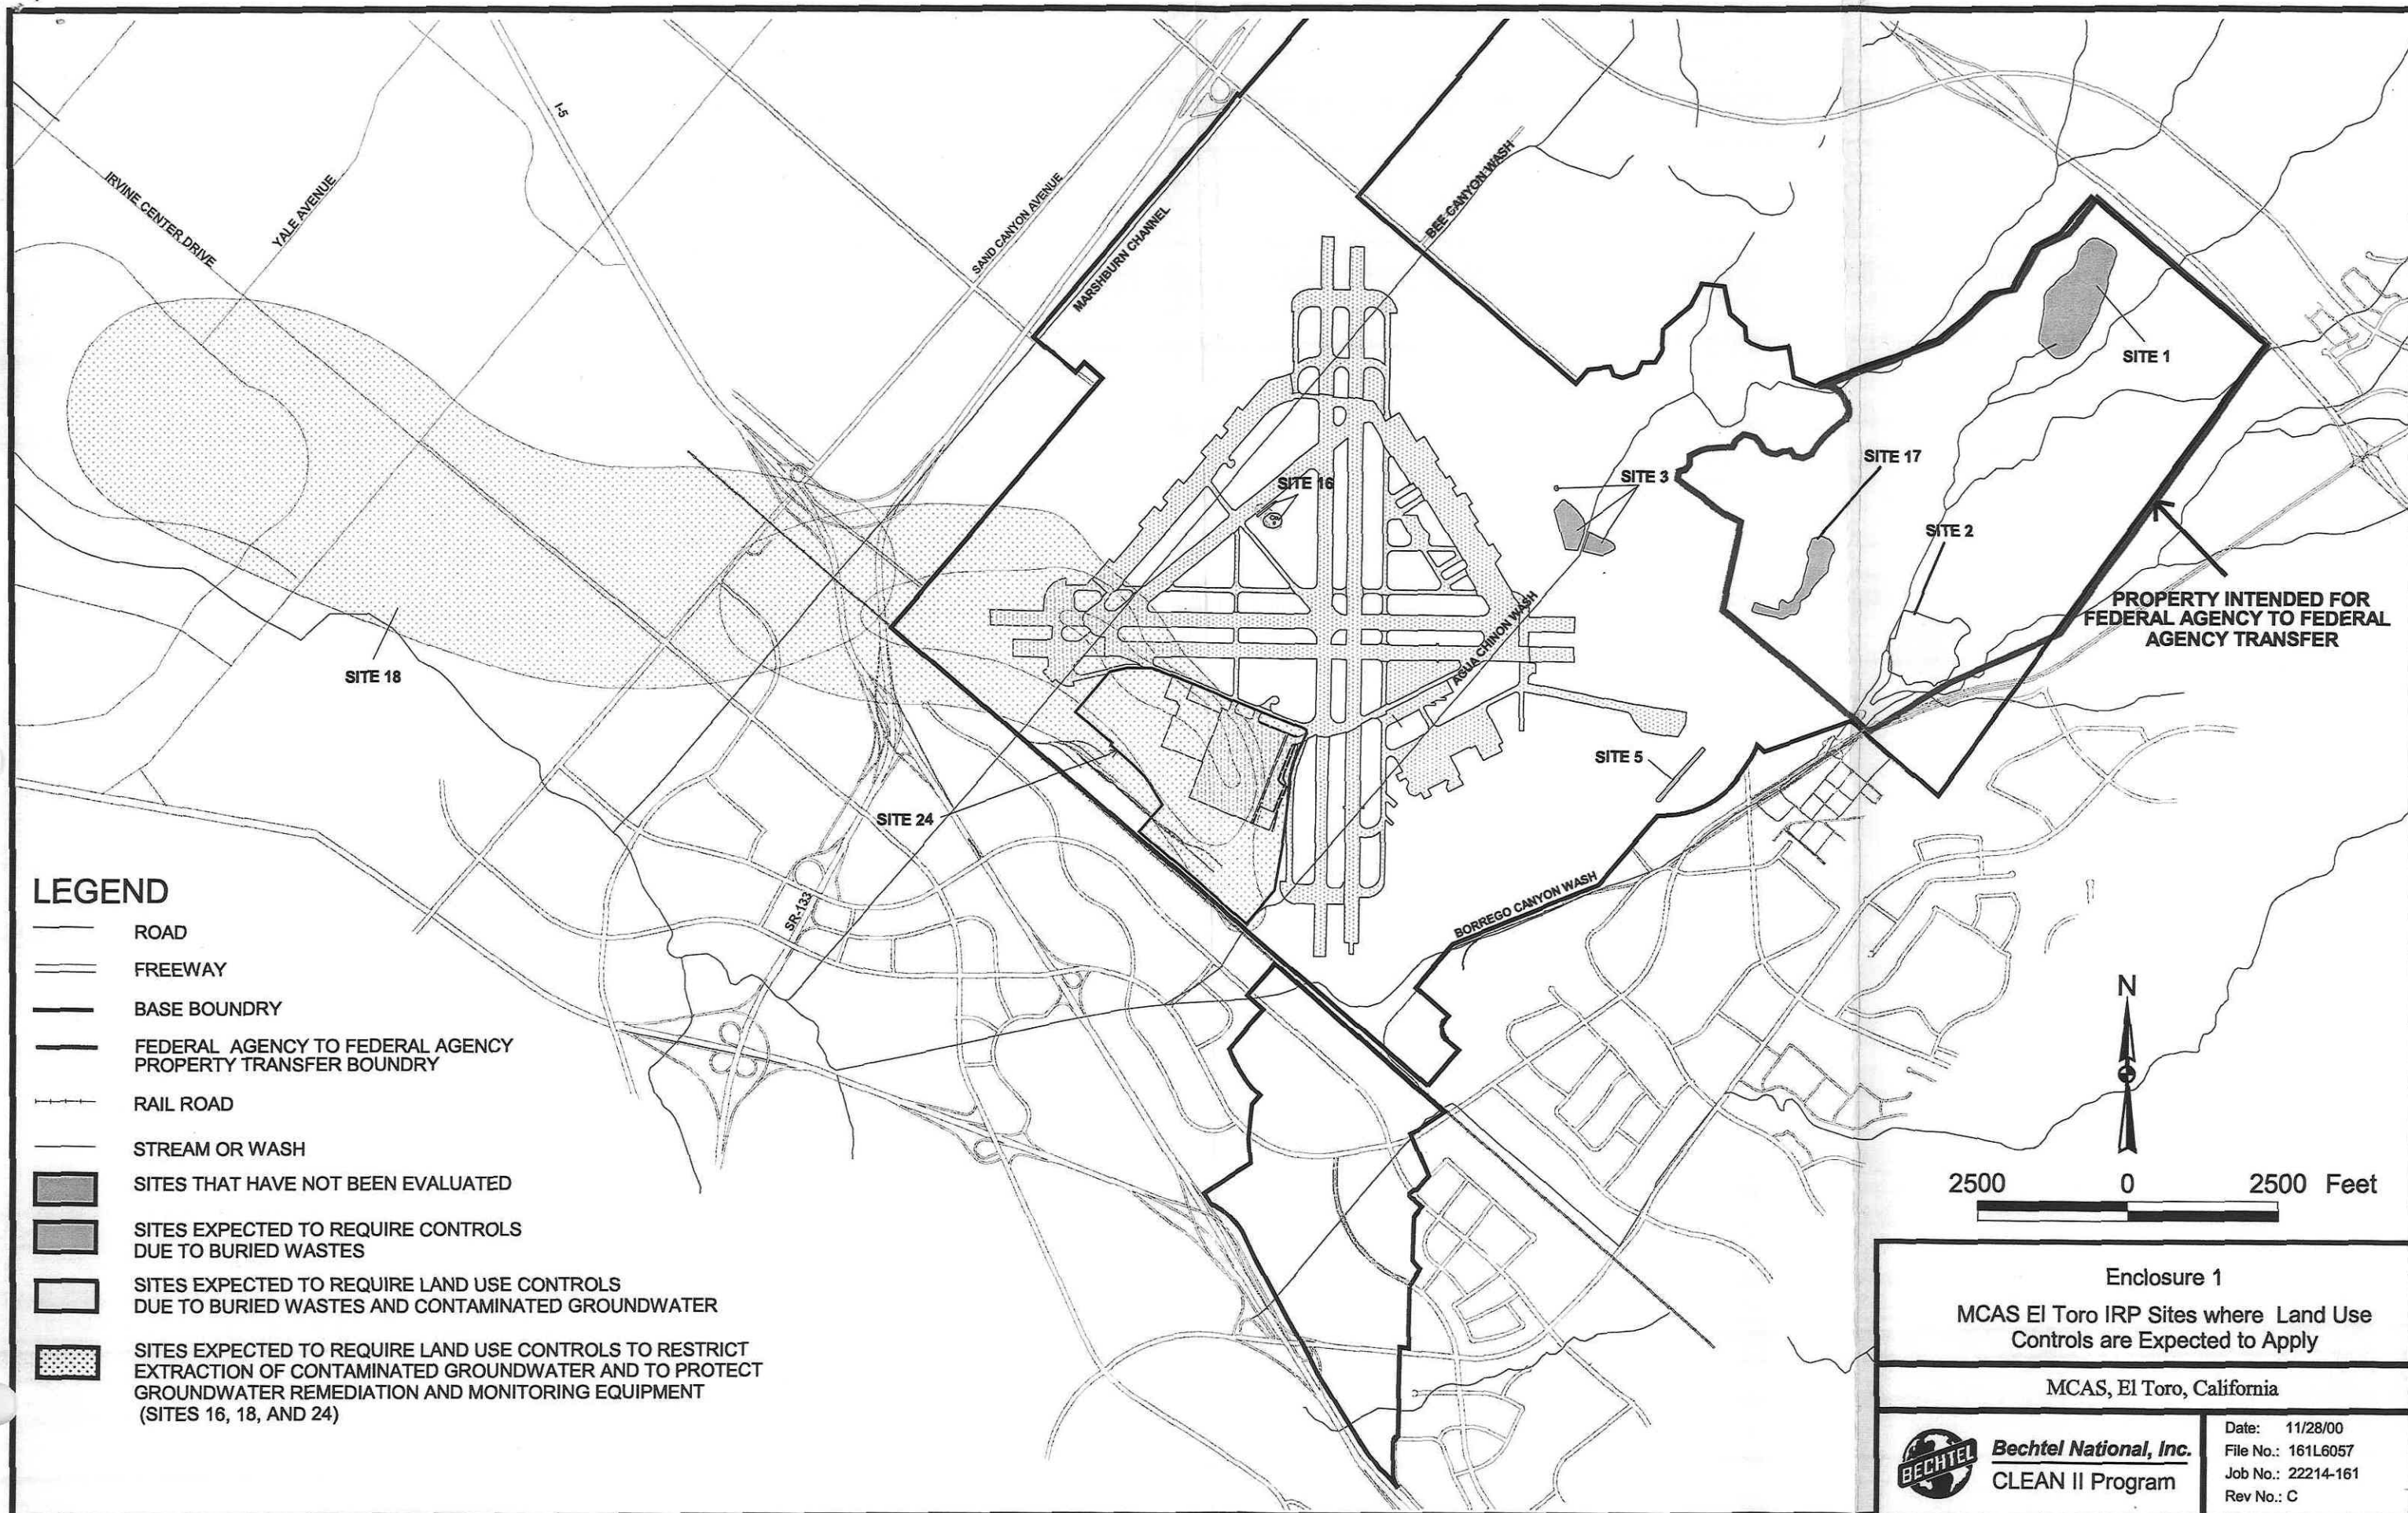 I-5
IRVINE CENTER DRIVE
YALE AVENUE
SAND CANYON AVENUE
MARSHBURN CHANNEL
BEE CANYON WASH
SITE 1
SITE 16
SITE 3
SITE 17
SITE 2
PROPERTY INTENDED FOR
FEDERAL AGENCY TO FEDERAL
AGENCY TRANSFER
AGUA CHINON WASH
SITE 18
SITE 5
SITE 24
SR-133
BORREGO CANYON WASH
LEGEND
ROAD
FREEWAY
BASE BOUNDRY
FEDERAL AGENCY TO FEDERAL AGENCY
PROPERTY TRANSFER BOUNDRY
RAIL ROAD
STREAM OR WASH
SITES THAT HAVE NOT BEEN EVALUATED
SITES EXPECTED TO REQUIRE CONTROLS
DUE TO BURIED WASTES
SITES EXPECTED TO REQUIRE LAND USE CONTROLS
DUE TO BURIED WASTES AND CONTAMINATED GROUNDWATER
SITES EXPECTED TO REQUIRE LAND USE CONTROLS TO RESTRICT
EXTRACTION OF CONTAMINATED GROUNDWATER AND TO PROTECT
GROUNDWATER REMEDIATION AND MONITORING EQUIPMENT
(SITES 16, 18, AND 24)
N
2500 0 2500 Feet
Enclosure 1
MCAS El Toro IRP Sites where Land Use
Controls are Expected to Apply
MCAS, El Toro, California
BECHTEL
Bechtel National, Inc.
CLEAN II Program
Date: 11/28/00
File No.: 161L6057
Job No.: 22214-161
Rev No.: C